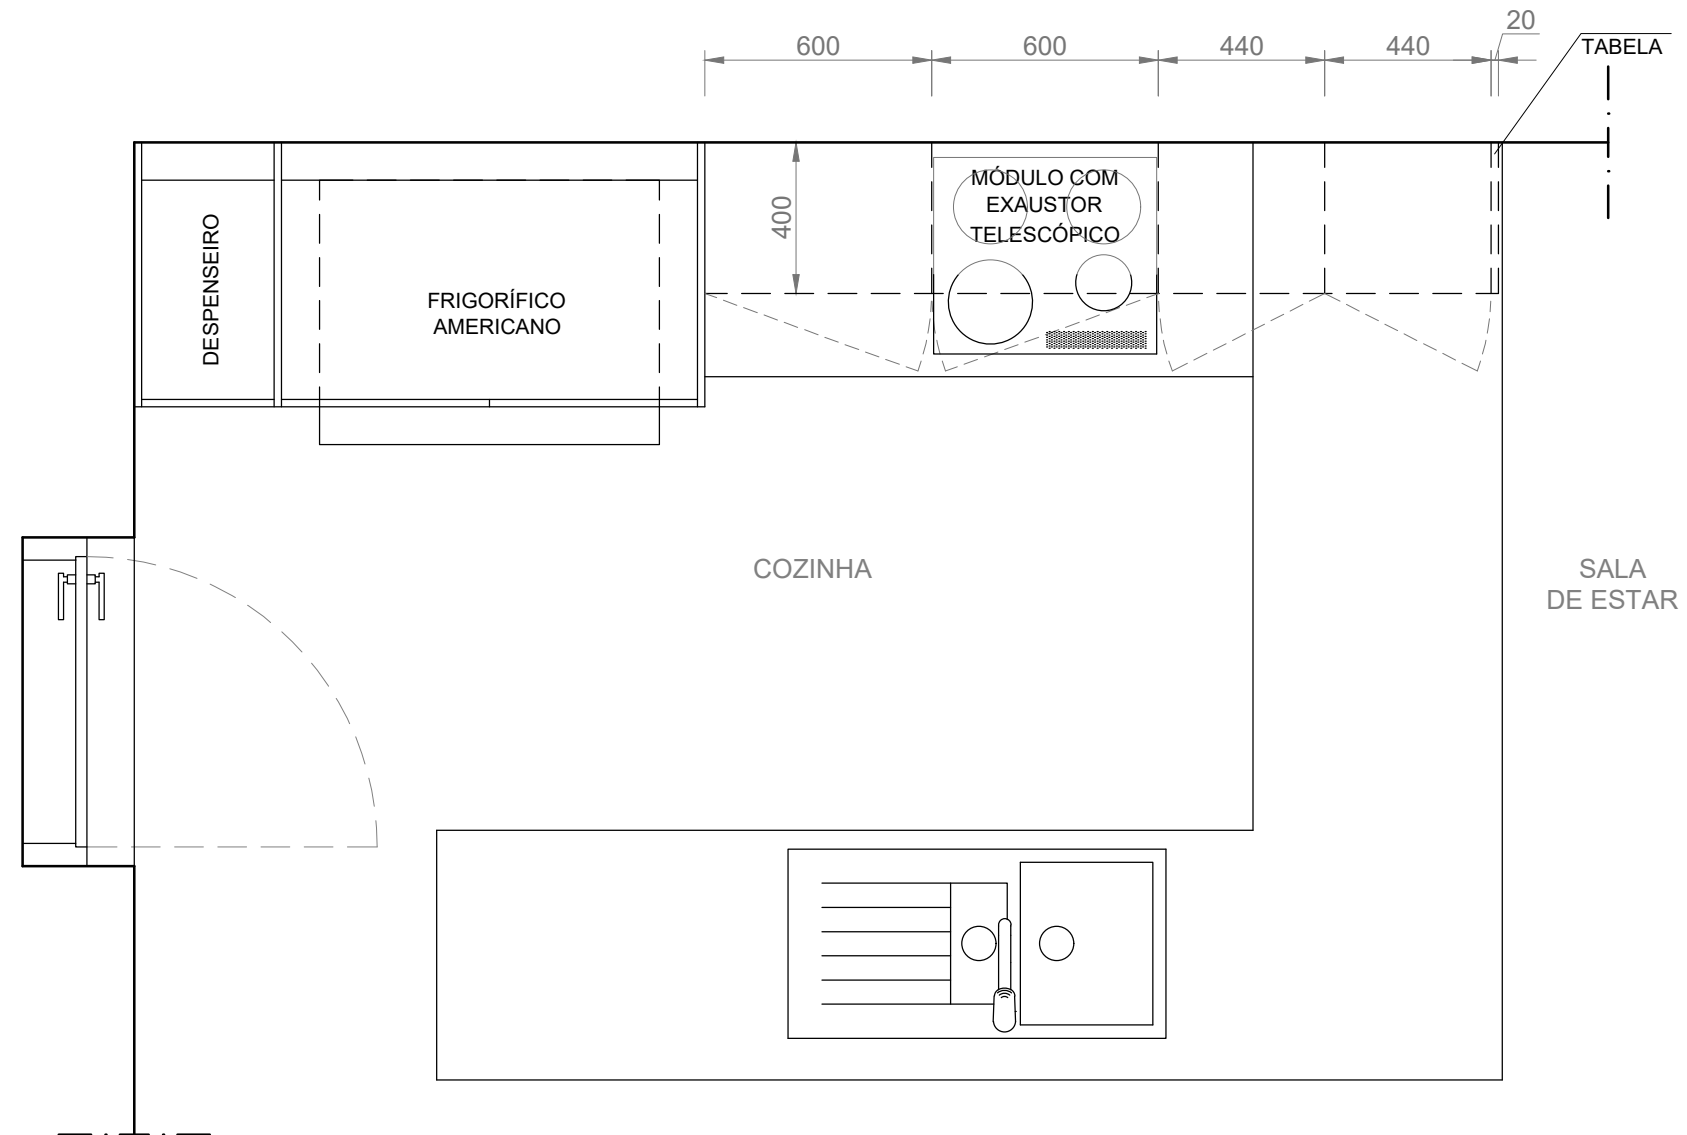 20
600
600
440
440
TABELA
400
MÓDULO COM
EXAUSTOR
TELESCÓPICO
DESPENSEIRO
FRIGORÍFICO
AMERICANO
COZINHA
SALA
DE ESTAR